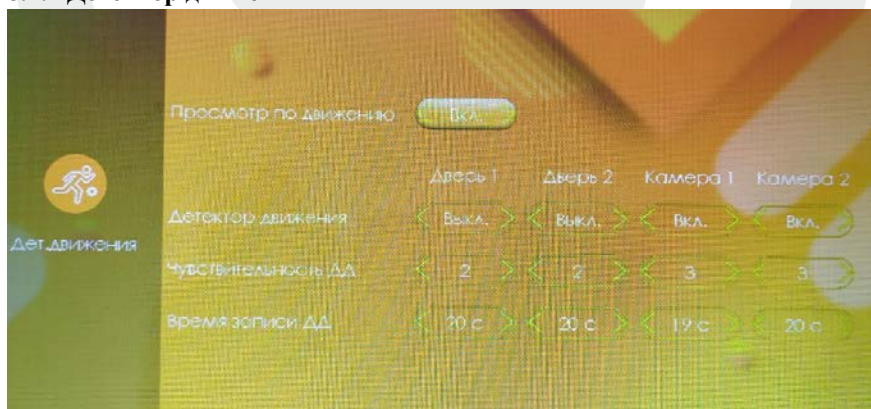 Просмотр по движению Вкл.
Дверь 1 Дверь 2 Камера 1 Камера 2
Детектор движения Выкл. Выкл. Вкл. Вкл.
Дет.движения
Чувствительность ДД 2 2 3 3
Время записи ДД 20 с 20 с 19 с 20 с